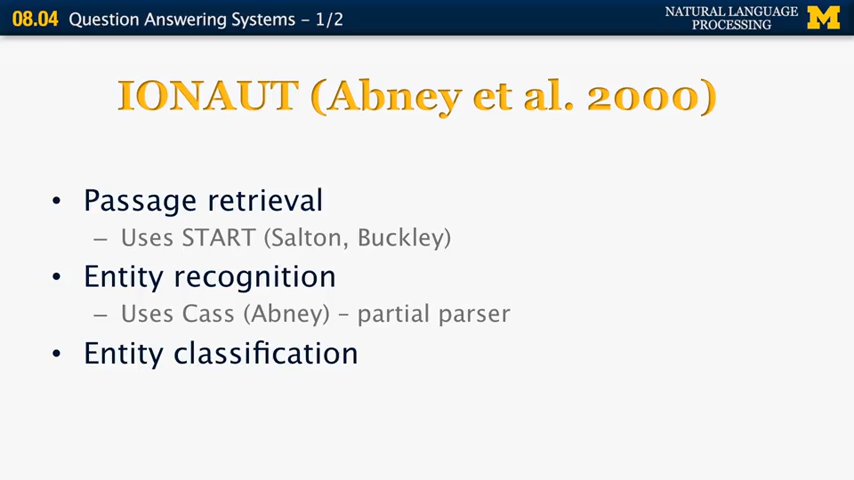 08.04 Question Answering Systems – 1/2
NATURAL LANGUAGE
PROCESSING
M
IONAUT (Abney et al. 2000)
• Passage retrieval
– Uses START (Salton, Buckley)
• Entity recognition
– Uses Cass (Abney) – partial parser
• Entity classification